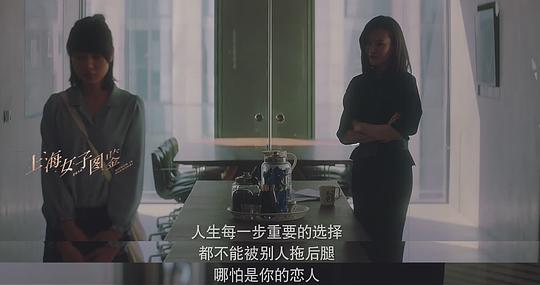 上海女子图鉴
人生每一步重要的选择
都不能被别人拖后腿
哪怕是你的恋人